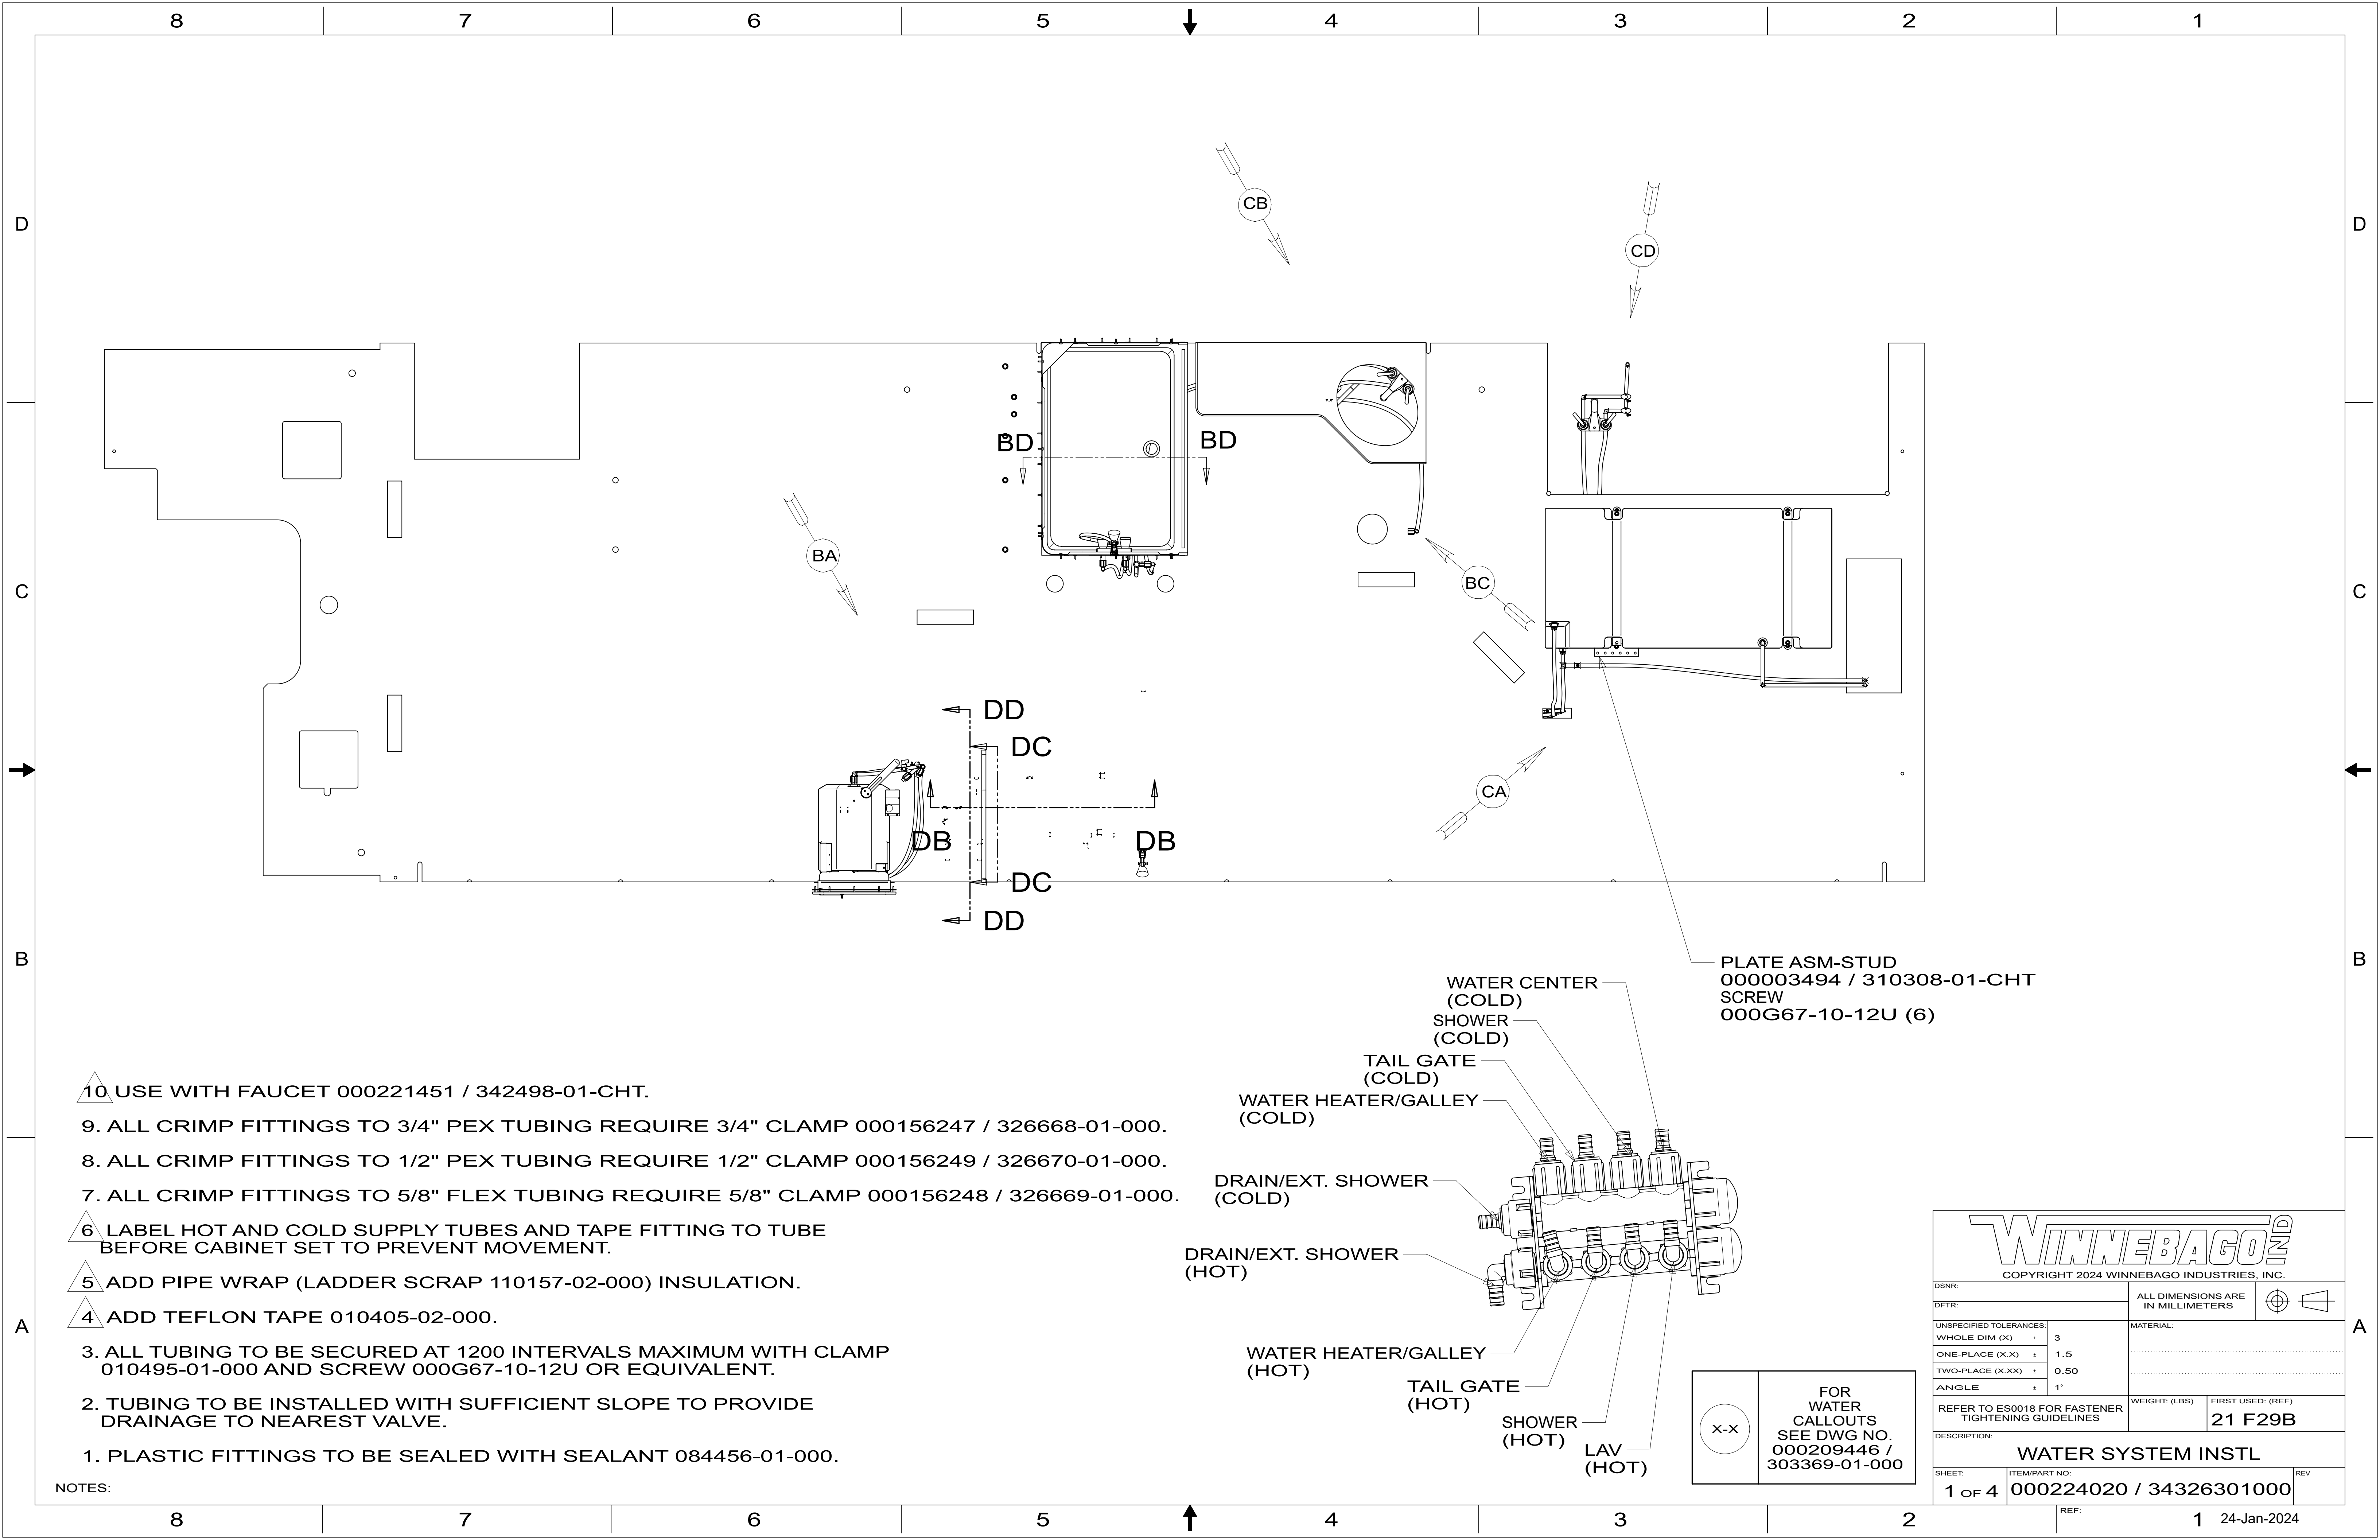 8 7 6 5 4 3 2 1
D
D
CB
CD
BD
BD
BA
BC
C
C
DD
DC
CA
DB
DB
DC
DD
B
B
PLATE ASM-STUD
000003494 / 310308-01-CHT
SCREW
000G67-10-12U (6)
WATER CENTER
(COLD)
SHOWER
(COLD)
TAIL GATE
(COLD)
WATER HEATER/GALLEY
(COLD)
DRAIN/EXT. SHOWER
(COLD)
DRAIN/EXT. SHOWER
(HOT)
WATER HEATER/GALLEY
(HOT)
TAIL GATE
(HOT)
SHOWER
(HOT)
LAV
(HOT)
10 USE WITH FAUCET 000221451 / 342498-01-CHT.
9. ALL CRIMP FITTINGS TO 3/4" PEX TUBING REQUIRE 3/4" CLAMP 000156247 / 326668-01-000.
8. ALL CRIMP FITTINGS TO 1/2" PEX TUBING REQUIRE 1/2" CLAMP 000156249 / 326670-01-000.
7. ALL CRIMP FITTINGS TO 5/8" FLEX TUBING REQUIRE 5/8" CLAMP 000156248 / 326669-01-000.
6 LABEL HOT AND COLD SUPPLY TUBES AND TAPE FITTING TO TUBE
BEFORE CABINET SET TO PREVENT MOVEMENT.
5 ADD PIPE WRAP (LADDER SCRAP 110157-02-000) INSULATION.
4 ADD TEFLON TAPE 010405-02-000.
3. ALL TUBING TO BE SECURED AT 1200 INTERVALS MAXIMUM WITH CLAMP
010495-01-000 AND SCREW 000G67-10-12U OR EQUIVALENT.
2. TUBING TO BE INSTALLED WITH SUFFICIENT SLOPE TO PROVIDE
DRAINAGE TO NEAREST VALVE.
1. PLASTIC FITTINGS TO BE SEALED WITH SEALANT 084456-01-000.
NOTES:
A
A
X-X
FOR
WATER
CALLOUTS
SEE DWG NO.
000209446 /
303369-01-000
WINNEBAGO IND
COPYRIGHT 2024 WINNEBAGO INDUSTRIES, INC.
DSNR:
DFTR:
ALL DIMENSIONS ARE
IN MILLIMETERS
UNSPECIFIED TOLERANCES:
WHOLE DIM (X) ± 3
ONE-PLACE (X.X) ± 1.5
TWO-PLACE (X.XX) ± 0.50
ANGLE ± 1°
MATERIAL:
REFER TO ES0018 FOR FASTENER
TIGHTENING GUIDELINES
WEIGHT: (LBS)
FIRST USED: (REF)
21 F29B
DESCRIPTION:
WATER SYSTEM INSTL
SHEET:
1 OF 4
ITEM/PART NO:
000224020 / 34326301000
REV
REF:
8 7 6 5 4 3 2 1
24-Jan-2024